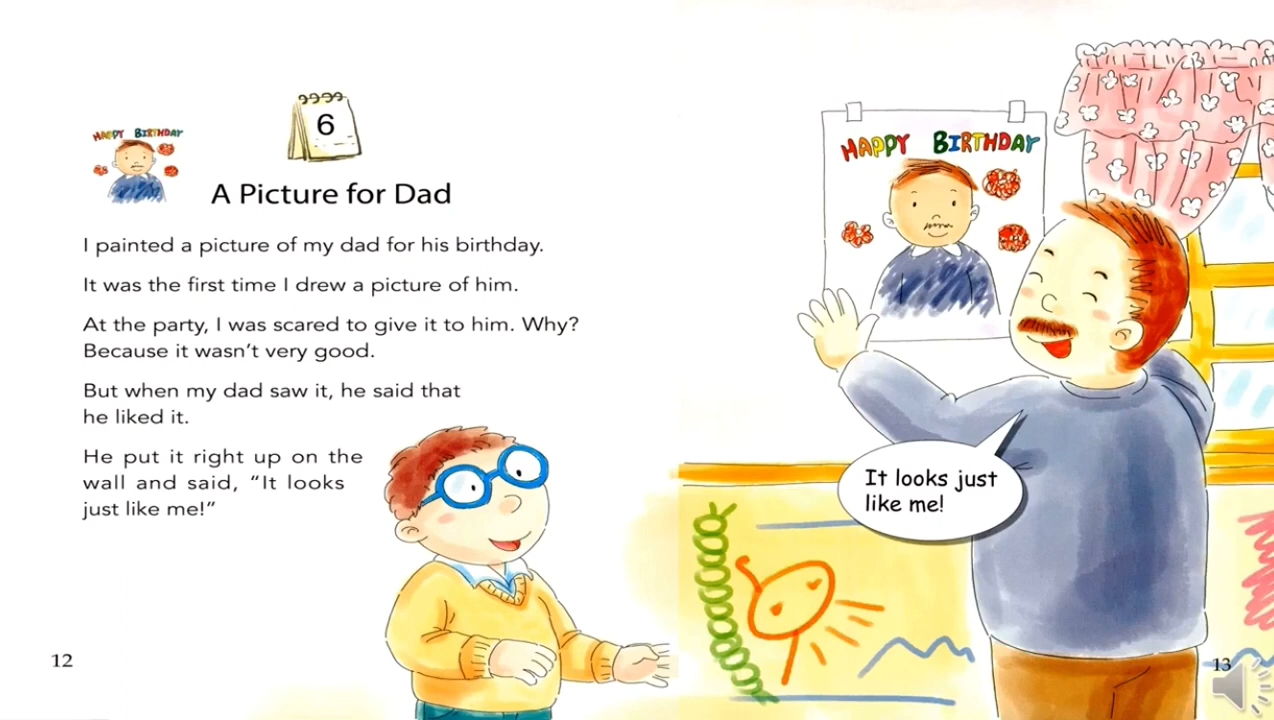 HAPPY BIRTHDAY
6
A Picture for Dad
I painted a picture of my dad for his birthday.
It was the first time I drew a picture of him.
At the party, I was scared to give it to him. Why?
Because it wasn't very good.
But when my dad saw it, he said that
he liked it.
He put it right up on the
wall and said, "It looks
just like me!"
12
HAPPY BIRTHDAY
It looks just
like me!
13